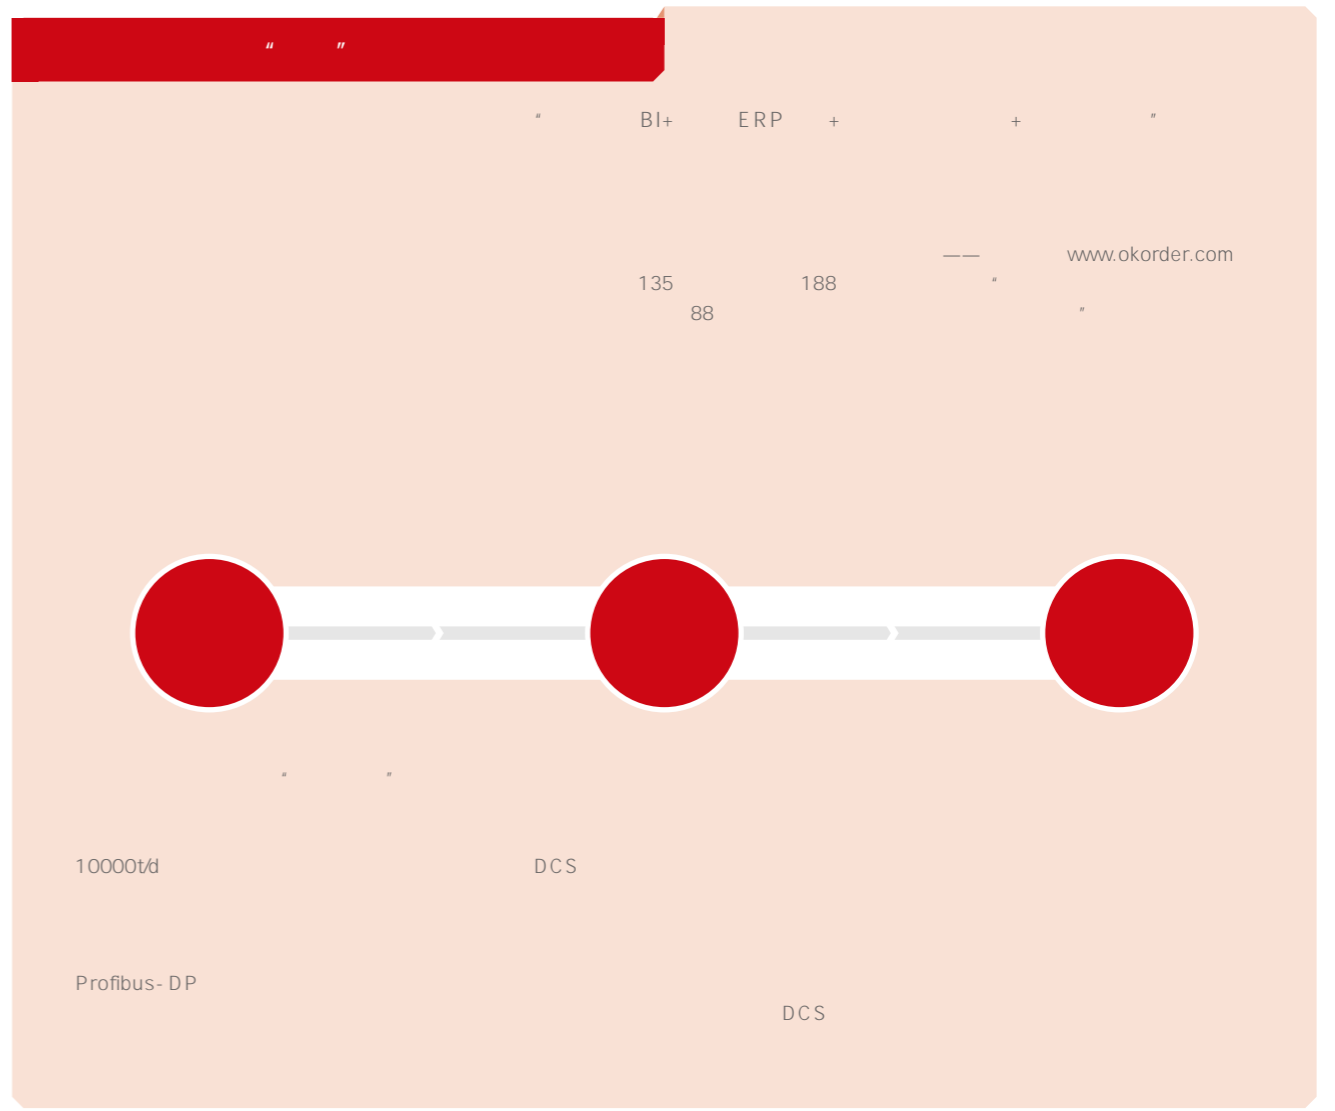 “ ”
“ BI+ ERP + + ”
—— www.okorder.com
135 188 “
88 ”
“ ”
10000t/d DCS
Profibus- DP
DCS